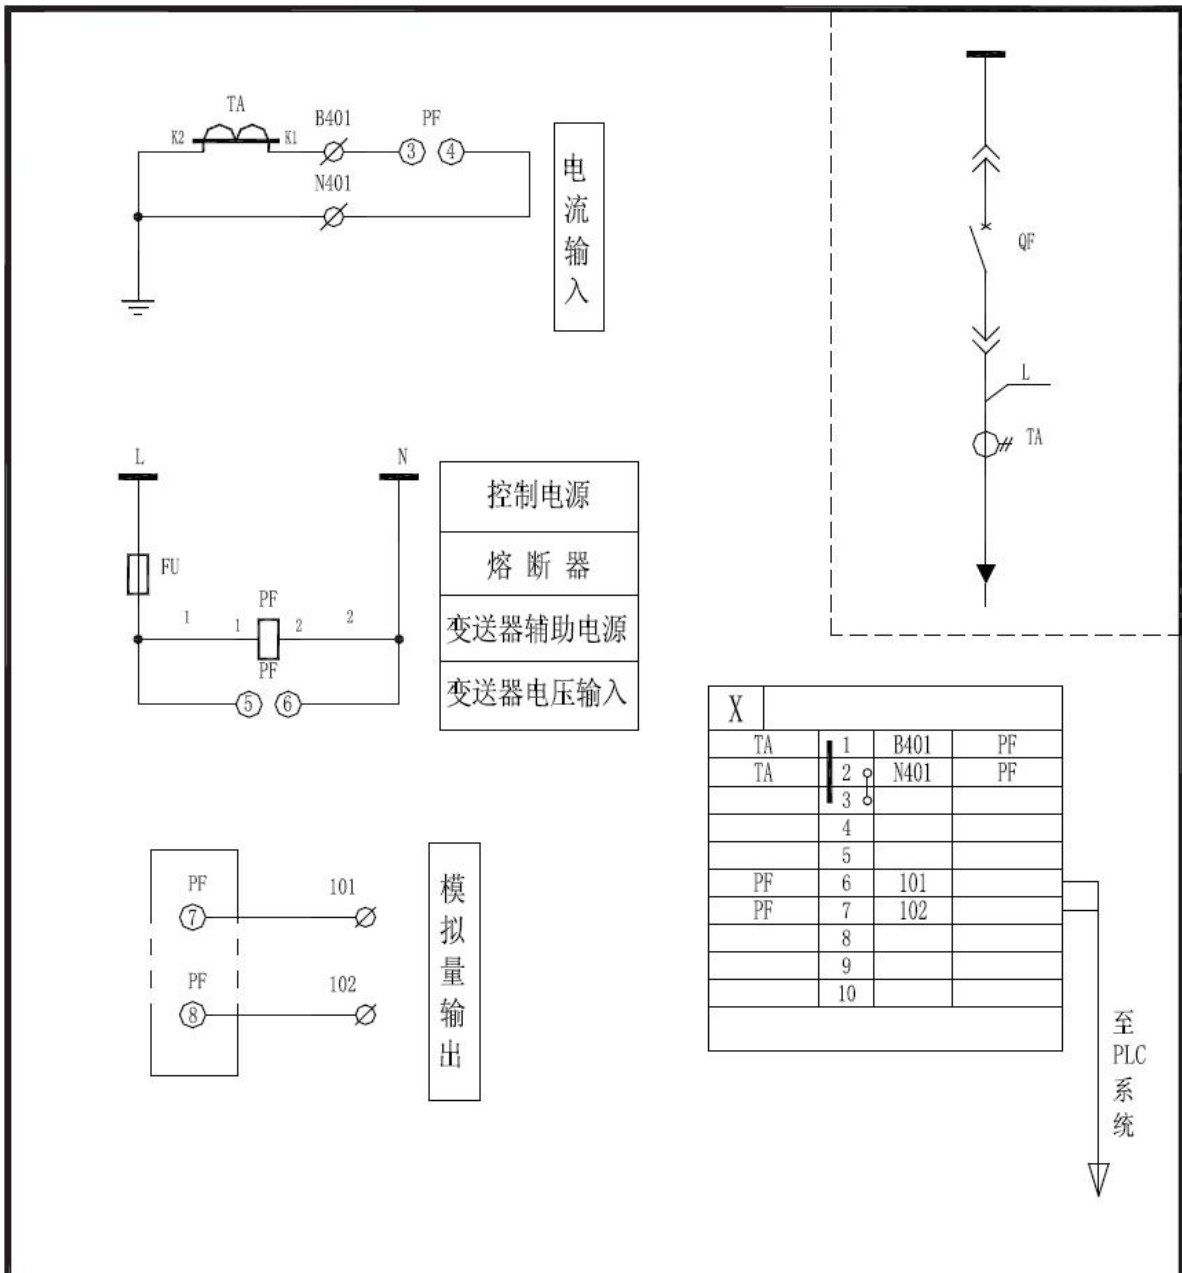 TA
K2
K1
B401
PF
3
4
N401
电流输入
QF
L
TA
L
N
FU
1
PF
1
2
2
PF
5
6
控制电源
熔断器
变送器辅助电源
变送器电压输入
X
TA 1 B401 PF
TA 2 N401 PF
3
4
5
PF 6 101
PF 7 102
8
9
10
至
PLC
系
统
PF
7
101
PF
8
102
模拟量输出